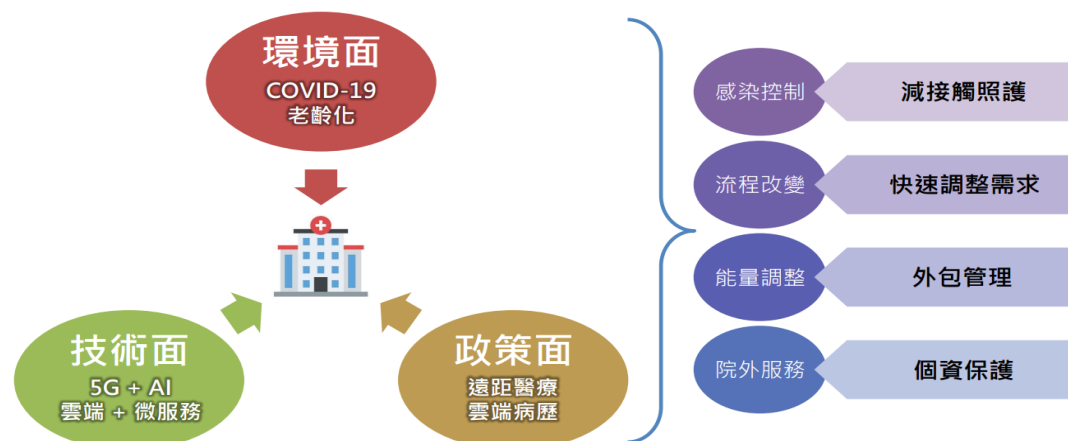 環境面
COVID-19
老齡化
技術面
5G + AI
雲端 + 微服務
政策面
遠距醫療
雲端病歷
感染控制
減接觸照護
流程改變
快速調整需求
能量調整
外包管理
院外服務
個資保護